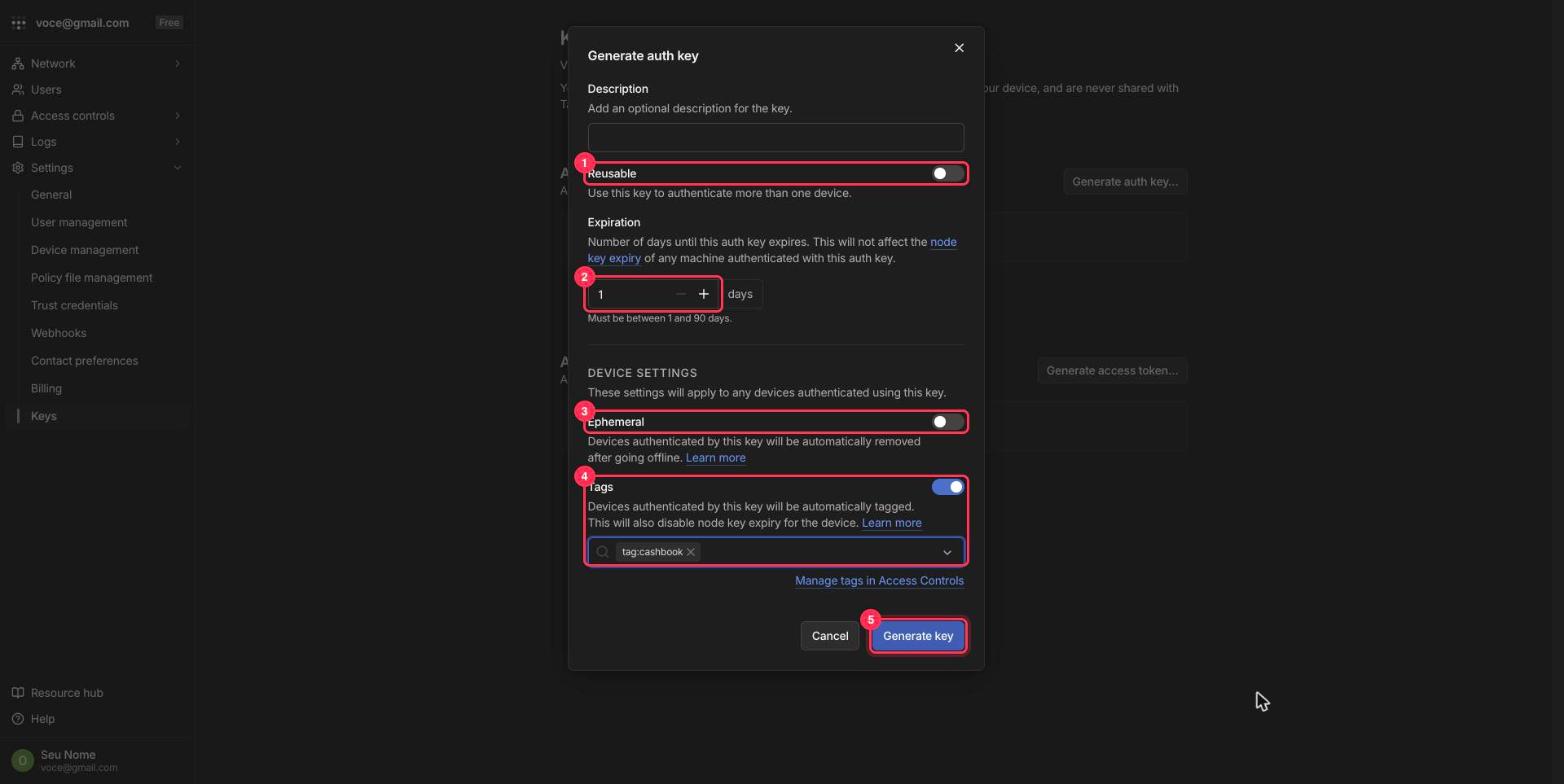 voce@gmail.com
Free
Network
Users
Access controls
Logs
Settings
General
User management
Device management
Policy file management
Trust credentials
Webhooks
Contact preferences
Billing
Keys
Resource hub
Help
O
Seu Nome
voce@gmail.com
our device, and are never shared with
Generate auth key...
Generate access token...
Generate auth key
Description
Add an optional description for the key.
1
Reusable
Use this key to authenticate more than one device.
Expiration
Number of days until this auth key expires. This will not affect the node
key expiry of any machine authenticated with this auth key.
2
1
days
Must be between 1 and 90 days.
DEVICE SETTINGS
These settings will apply to any devices authenticated using this key.
3
Ephemeral
Devices authenticated by this key will be automatically removed
after going offline. Learn more
4
Tags
Devices authenticated by this key will be automatically tagged.
This will also disable node key expiry for the device. Learn more
tag:cashbook
Manage tags in Access Controls
5
Cancel
Generate key